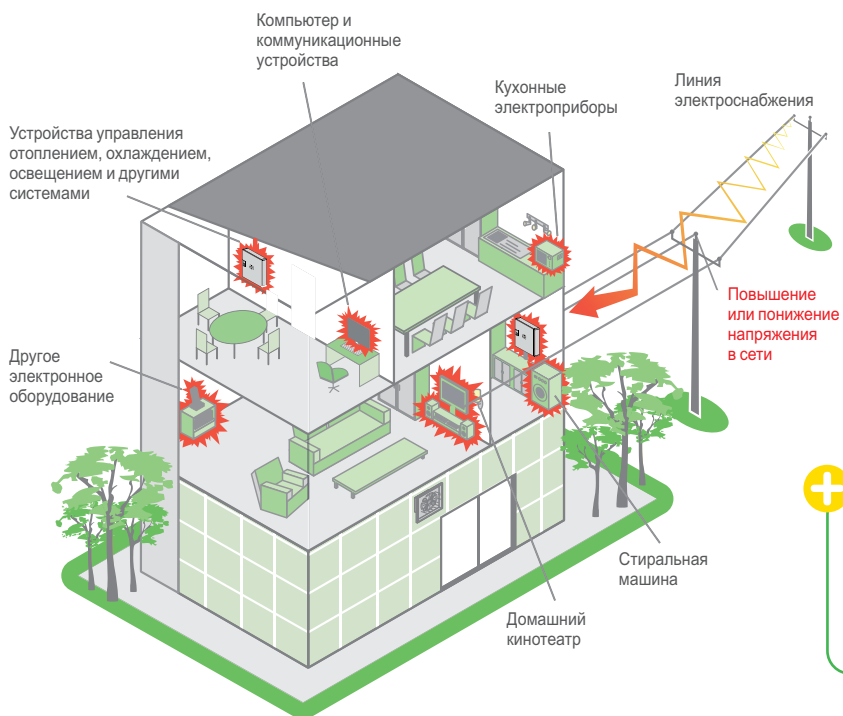 Компьютер и
коммуникационные
устройства
Кухонные
электроприборы
Линия
электроснабжения
Устройства управления
отоплением, охлаждением,
освещением и другими
системами
Повышение
или понижение
напряжения
в сети
Другое
электронное
оборудование
Стиральная
машина
Домашний
кинотеатр